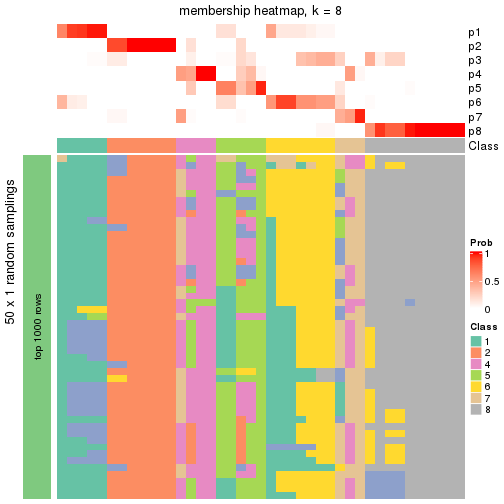 membership heatmap, k = 8
p1
p2
p3
p4
p5
p6
p7
p8
Class
50 x 1 random samplings
top 1000 rows
Prob
1
0.5
0
Class
1
2
4
5
6
7
8